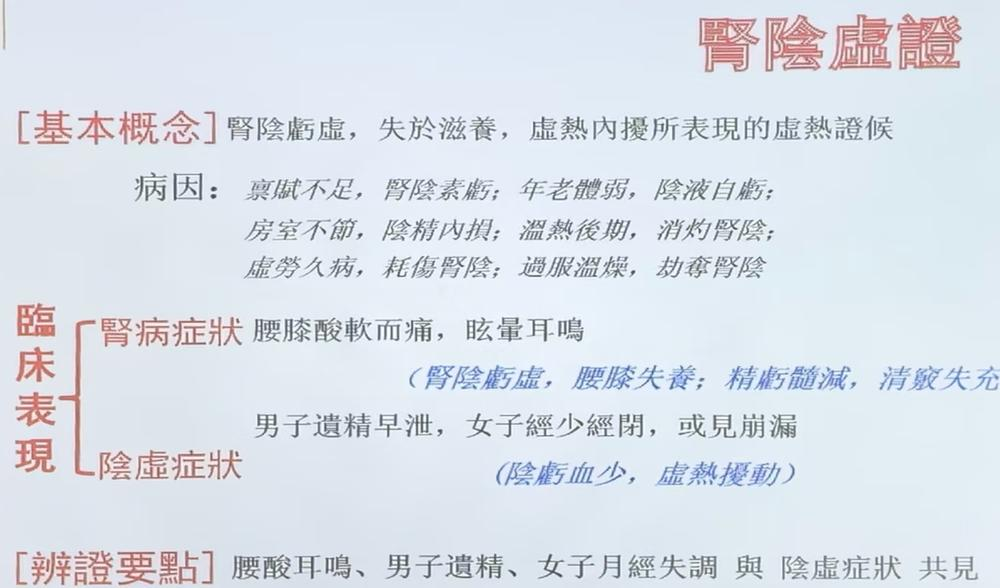 腎陰虛證
[基本概念] 腎陰虧虛，失於滋養，虛熱內擾所表現的虛熱證候
病因：稟賦不足，腎陰素虧；年老體弱，陰液自虧；
房室不節，陰精內損；溫熱後期，消灼腎陰；
虛勞久病，耗傷腎陰；過服溫燥，劫奪腎陰
臨床表現
腎病症狀 腰膝酸軟而痛，眩暈耳鳴
（腎陰虧虛，腰膝失養；精虧髓減，清竅失充
男子遺精早泄，女子經少經閉，或見崩漏
陰虛症狀
(陰虧血少，虛熱擾動）
[辨證要點] 腰酸耳鳴、男子遺精、女子月經失調 與 陰虛症狀 共見